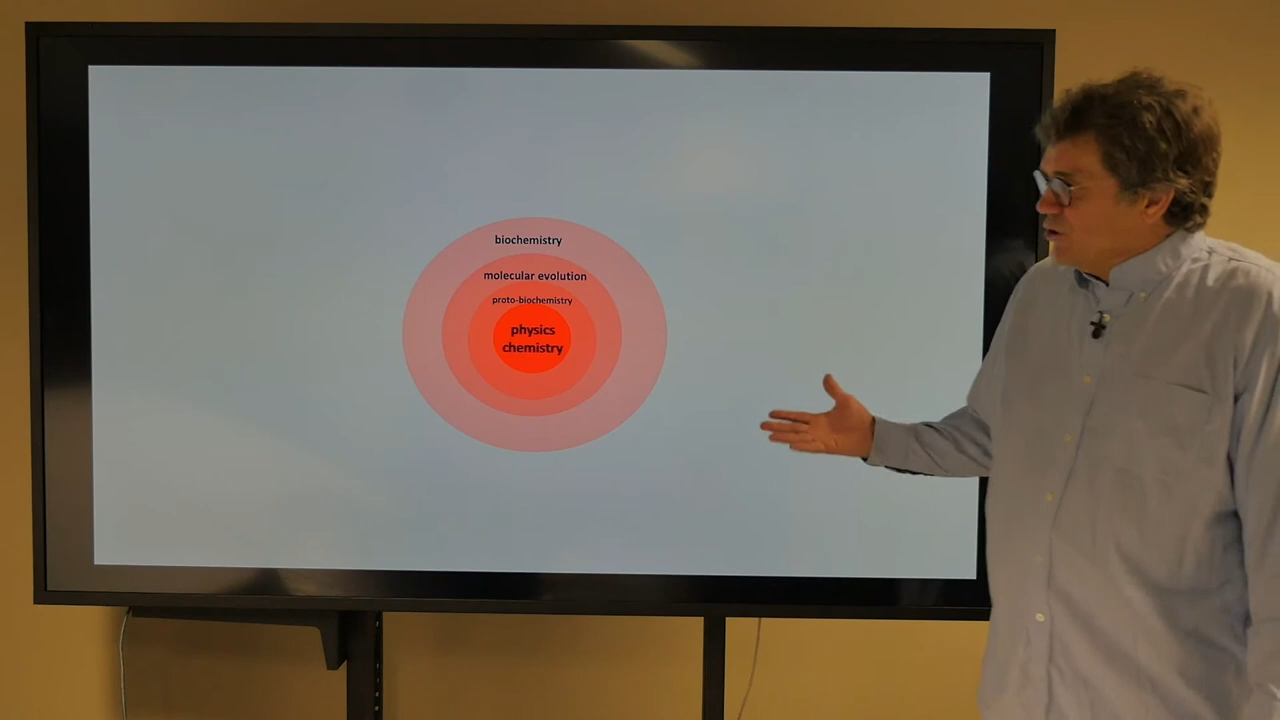 biochemistry
molecular evolution
proto-biochemistry
physics
chemistry